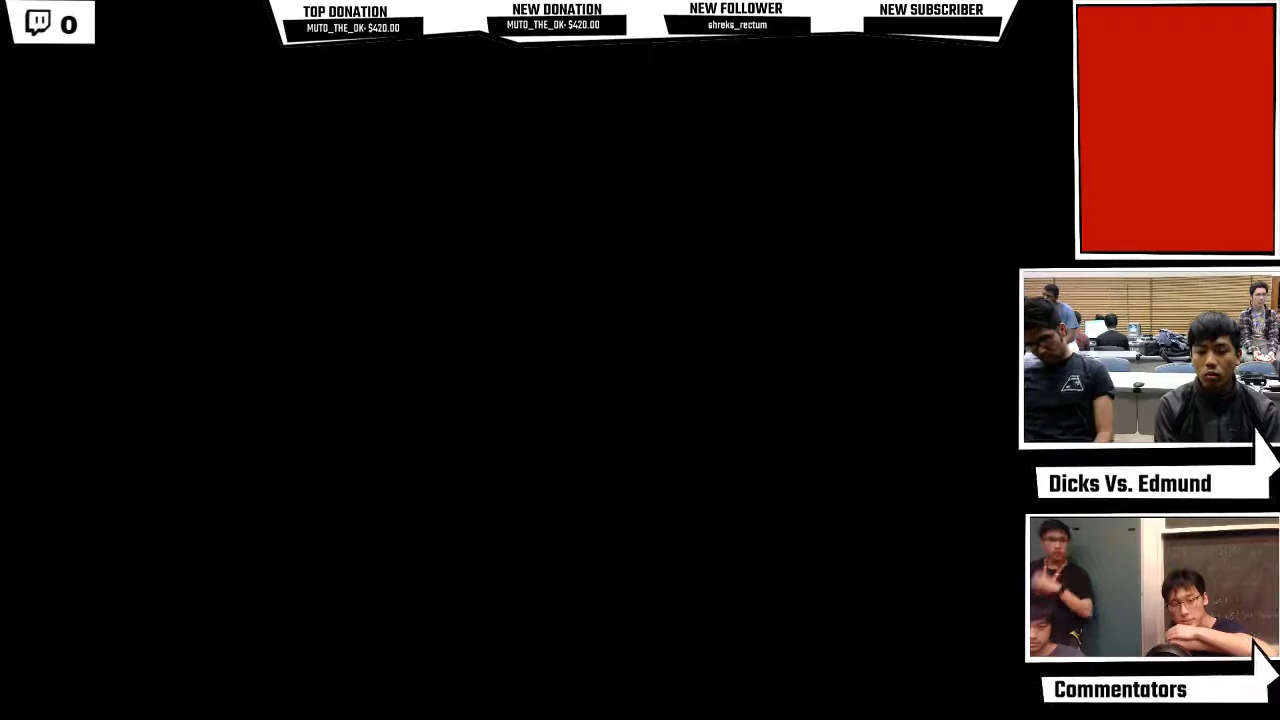 0
TOP DONATION
MUTO_THE_OK- $420.00
NEW DONATION
MUTO_THE_OK- $420.00
NEW FOLLOWER
shreks_rectum
NEW SUBSCRIBER
Dicks Vs. Edmund
Commentators